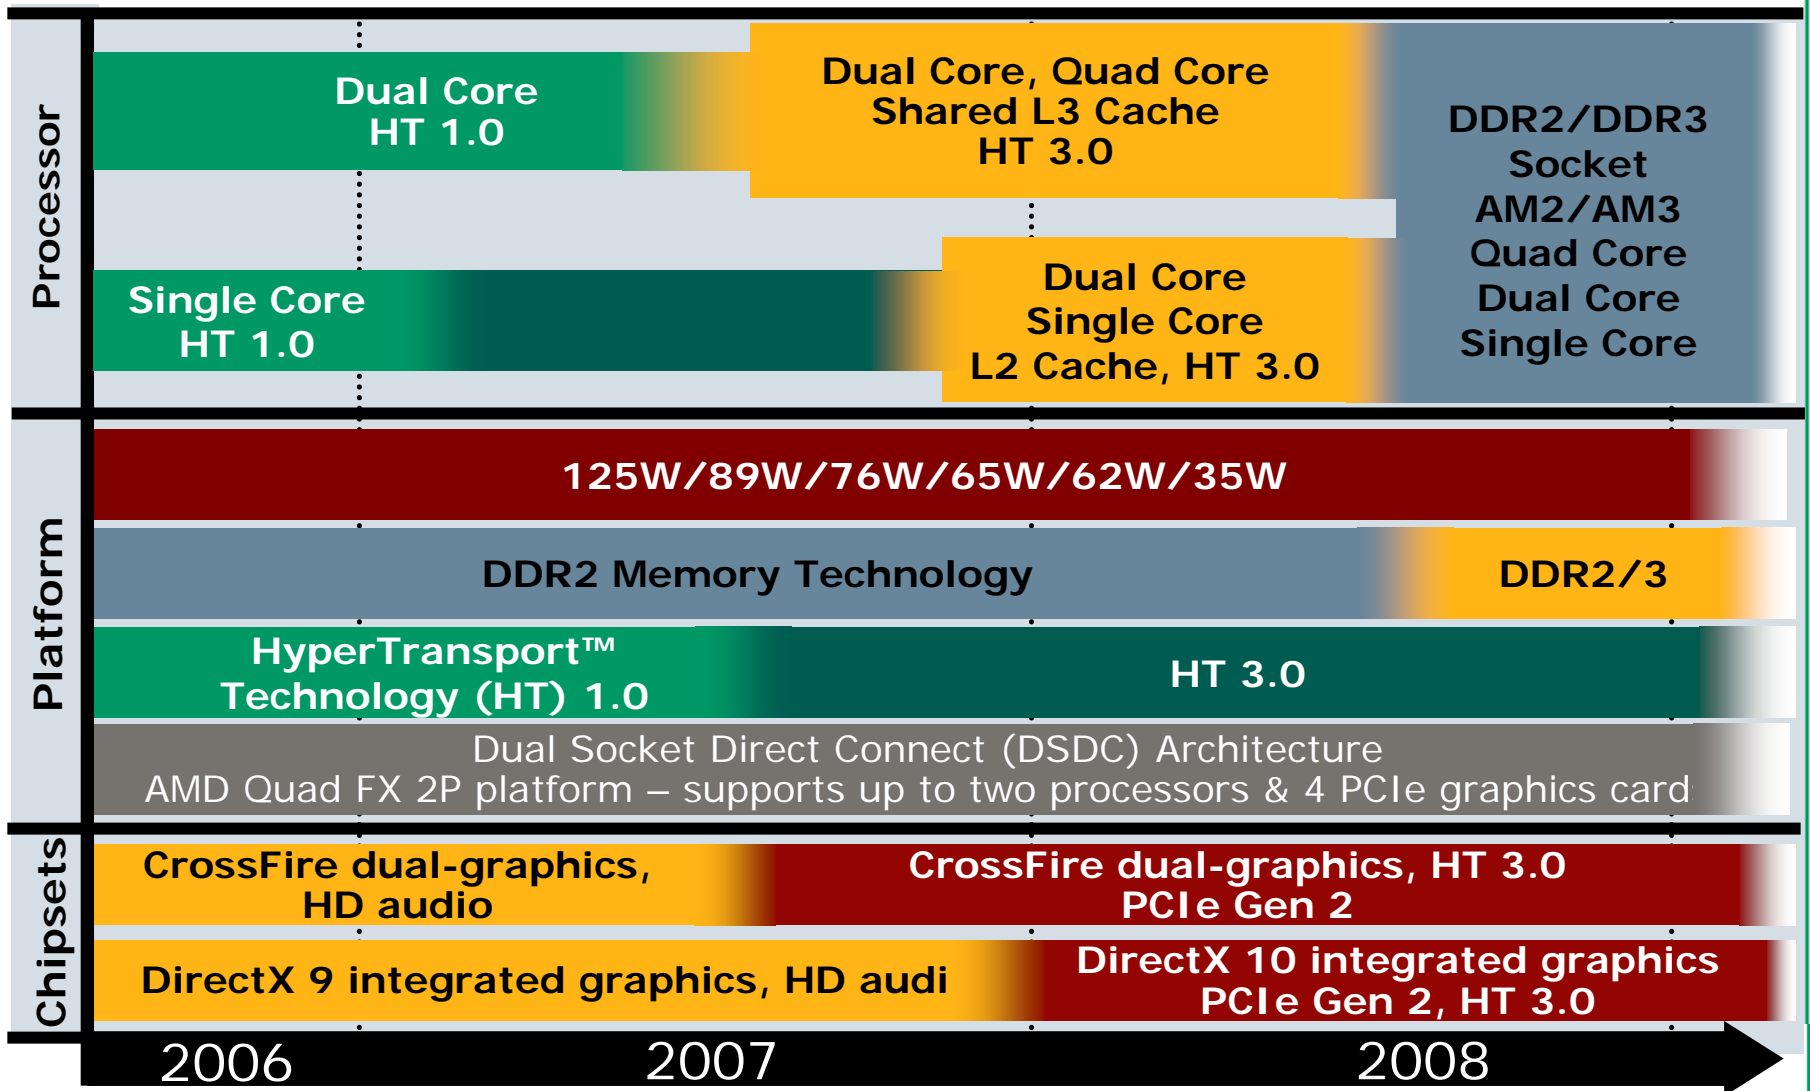 Processor
Dual Core
HT 1.0
Dual Core, Quad Core
Shared L3 Cache
HT 3.0
DDR2/DDR3
Socket
AM2/AM3
Quad Core
Dual Core
Single Core
Single Core
HT 1.0
Dual Core
Single Core
L2 Cache, HT 3.0
Platform
125W/89W/76W/65W/62W/35W
DDR2 Memory Technology
DDR2/3
HyperTransport™
Technology (HT) 1.0
HT 3.0
Dual Socket Direct Connect (DSDC) Architecture
AMD Quad FX 2P platform – supports up to two processors & 4 PCIe graphics card
Chipsets
CrossFire dual-graphics,
HD audio
CrossFire dual-graphics, HT 3.0
PCIe Gen 2
DirectX 9 integrated graphics, HD audi
DirectX 10 integrated graphics
PCIe Gen 2, HT 3.0
2006
2007
2008